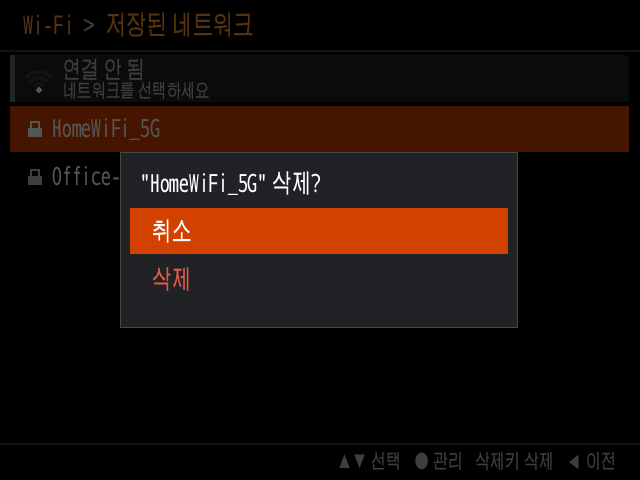 Wi-Fi > 저장된 네트워크
연결 안 됨
네트워크를 선택하세요
HomeWiFi_5G
Office-
"HomeWiFi_5G" 삭제?
취소
삭제
▲▼ 선택 ● 관리 삭제키 삭제 ◀ 이전